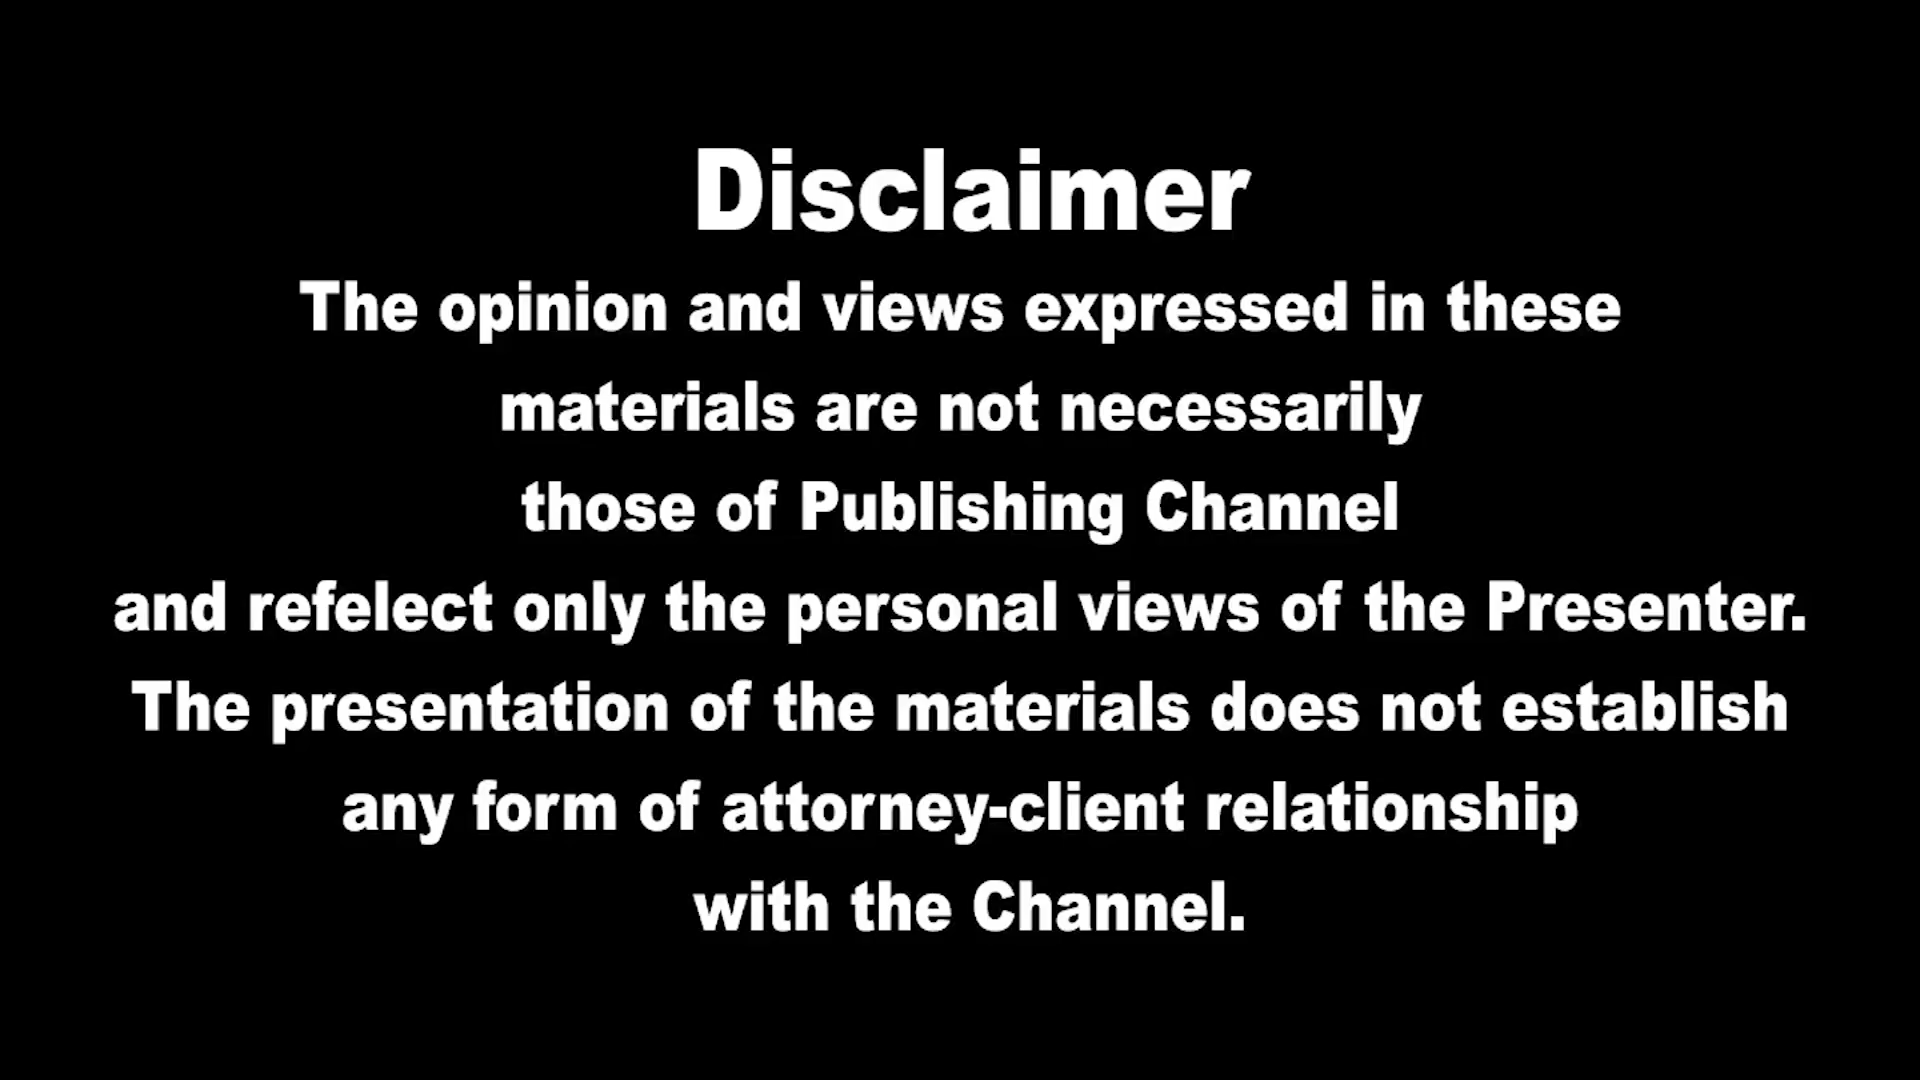 Disclaimer
The opinion and views expressed in these
materials are not necessarily
those of Publishing Channel
and refelect only the personal views of the Presenter.
The presentation of the materials does not establish
any form of attorney-client relationship
with the Channel.